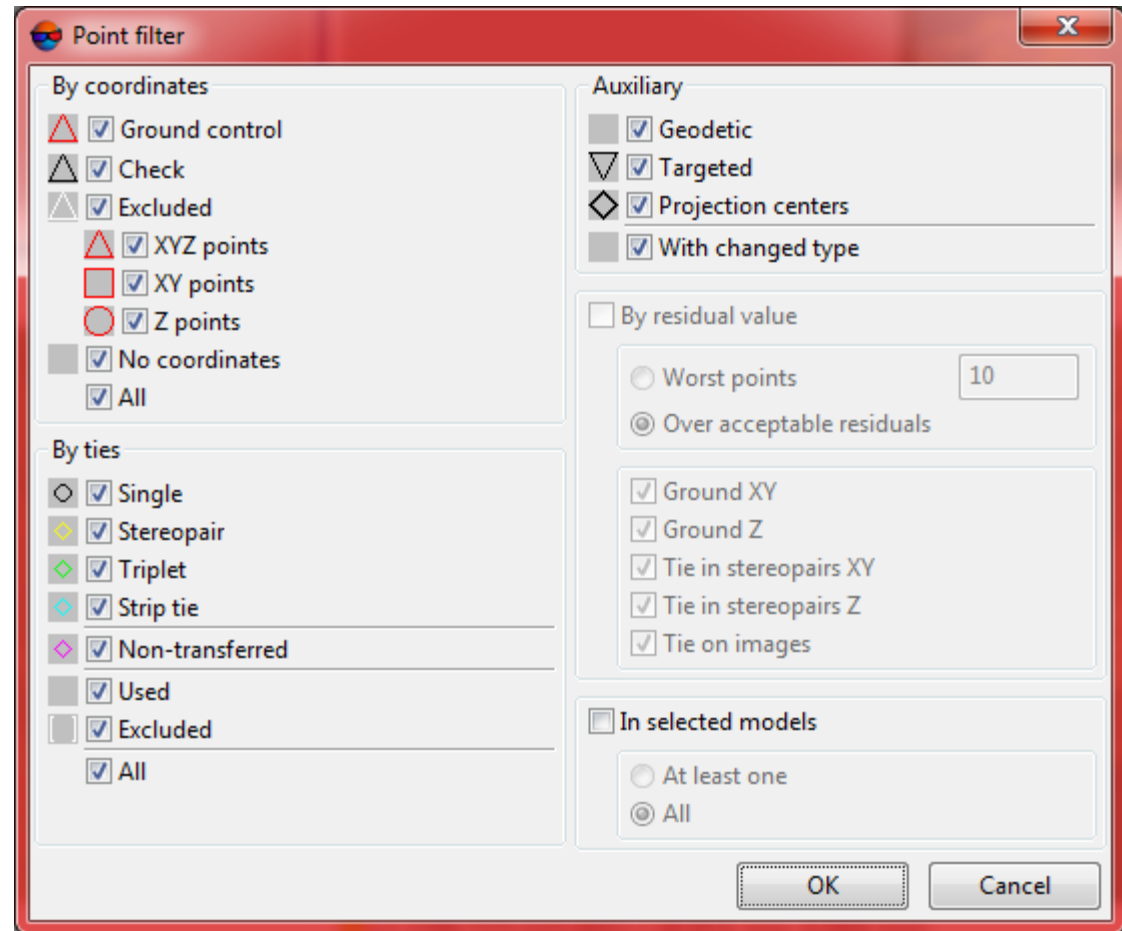 Point filter
By coordinates
Ground control
Check
Excluded
XYZ points
XY points
Z points
No coordinates
All
By ties
Single
Stereopair
Triplet
Strip tie
Non-transferred
Used
Excluded
All
Auxiliary
Geodetic
Targeted
Projection centers
With changed type
By residual value
Worst points 10
Over acceptable residuals
Ground XY
Ground Z
Tie in stereopairs XY
Tie in stereopairs Z
Tie on images
In selected models
At least one
All
OK Cancel